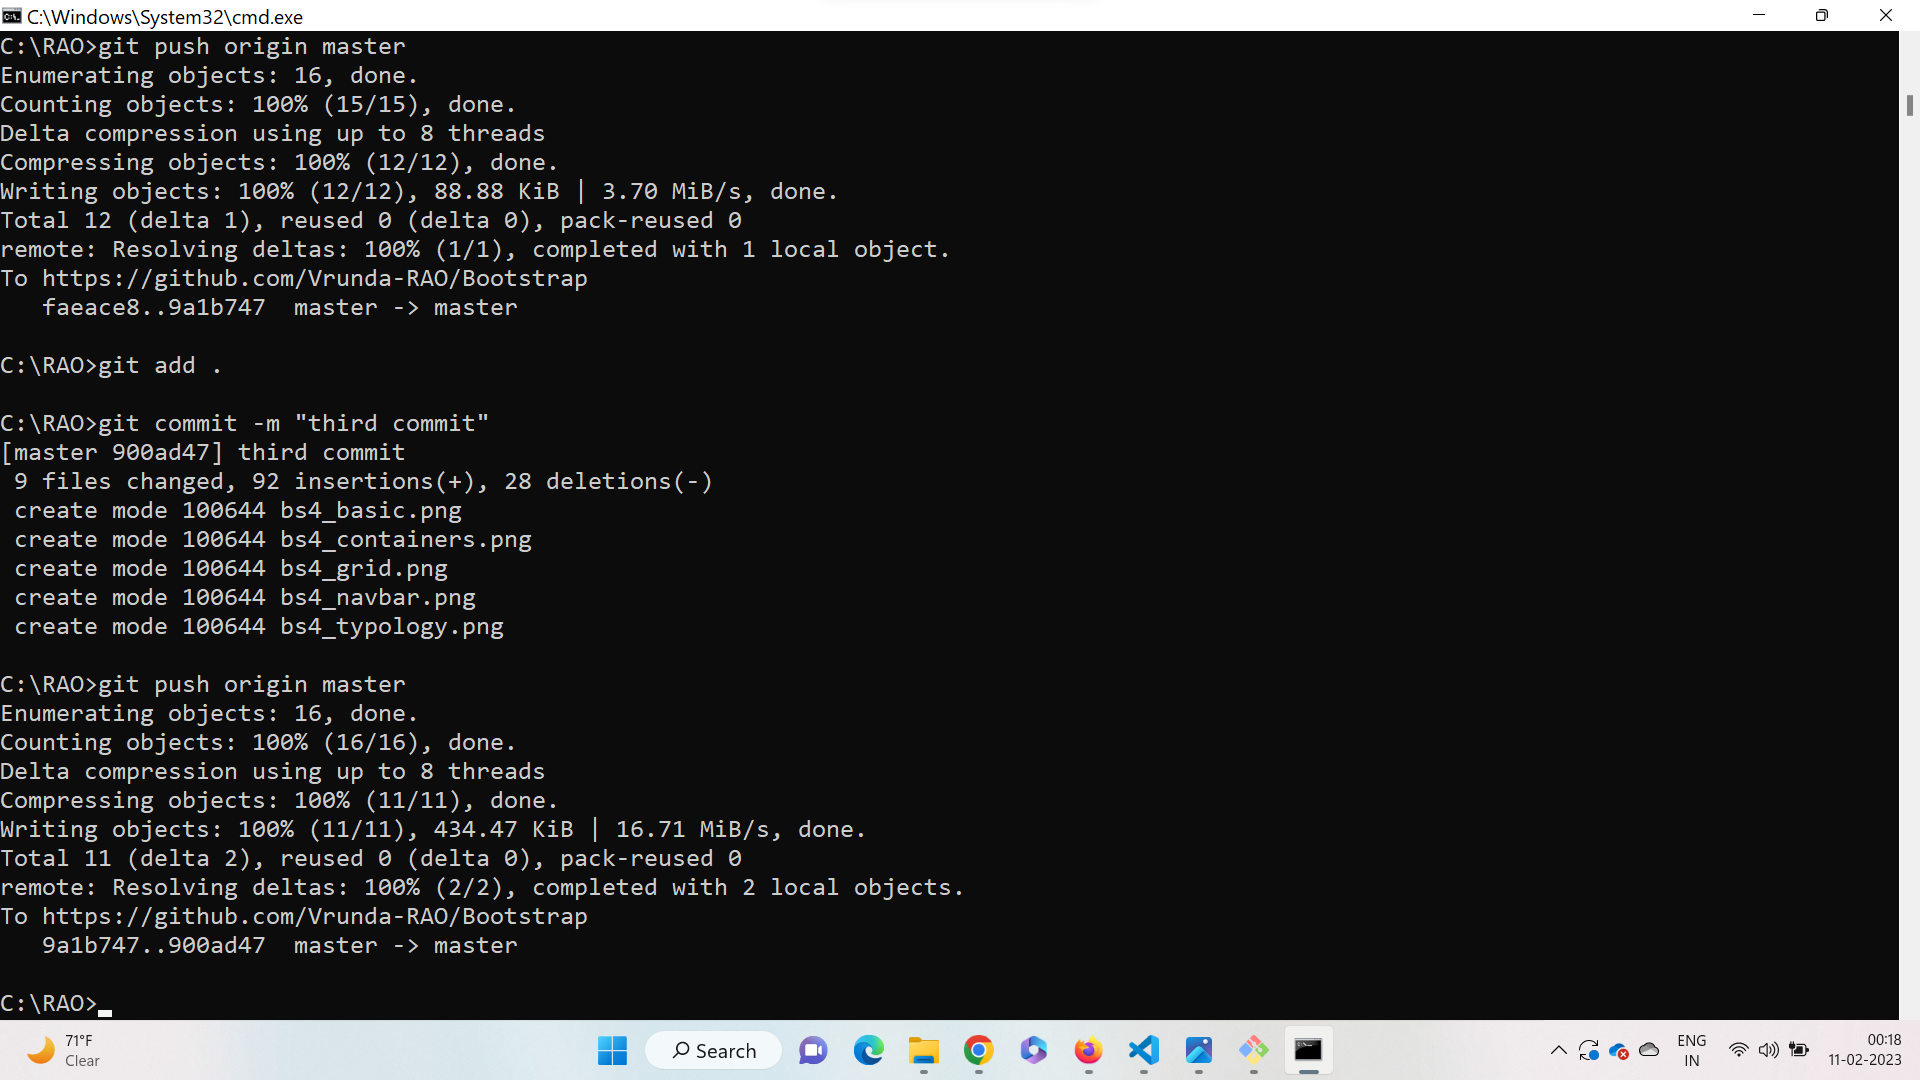 C:\Windows\System32\cmd.exe
C:\RAO>git push origin master
Enumerating objects: 16, done.
Counting objects: 100% (15/15), done.
Delta compression using up to 8 threads
Compressing objects: 100% (12/12), done.
Writing objects: 100% (12/12), 88.88 KiB | 3.70 MiB/s, done.
Total 12 (delta 1), reused 0 (delta 0), pack-reused 0
remote: Resolving deltas: 100% (1/1), completed with 1 local object.
To https://github.com/Vrunda-RAO/Bootstrap
   faeace8..9a1b747  master -> master
C:\RAO>git add .
C:\RAO>git commit -m "third commit"
[master 900ad47] third commit
 9 files changed, 92 insertions(+), 28 deletions(-)
 create mode 100644 bs4_basic.png
 create mode 100644 bs4_containers.png
 create mode 100644 bs4_grid.png
 create mode 100644 bs4_navbar.png
 create mode 100644 bs4_typology.png
C:\RAO>git push origin master
Enumerating objects: 16, done.
Counting objects: 100% (16/16), done.
Delta compression using up to 8 threads
Compressing objects: 100% (11/11), done.
Writing objects: 100% (11/11), 434.47 KiB | 16.71 MiB/s, done.
Total 11 (delta 2), reused 0 (delta 0), pack-reused 0
remote: Resolving deltas: 100% (2/2), completed with 2 local objects.
To https://github.com/Vrunda-RAO/Bootstrap
   9a1b747..900ad47  master -> master
C:\RAO>
71°F
Clear
Search
ENG
IN
00:18
11-02-2023